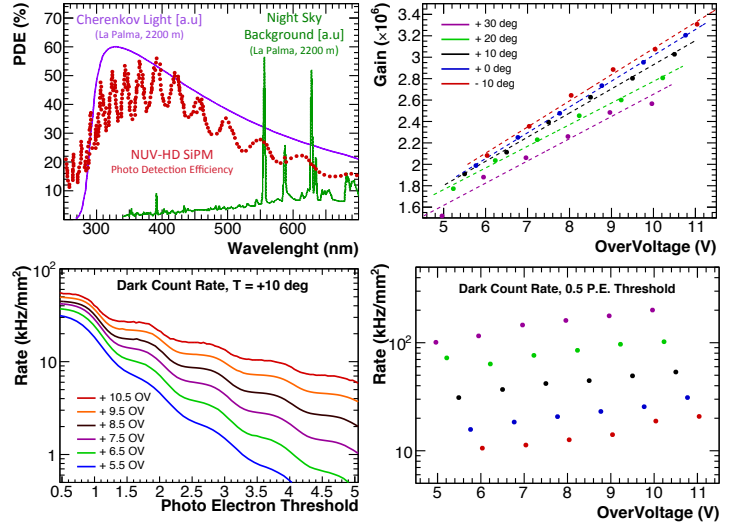 PDE (%)
80
70
60
50
40
30
20
10
300 400 500 600
Wavelenght (nm)
Cherenkov Light [a.u]
(La Palma, 2200 m)
Night Sky
Background [a.u]
(La Palma, 2200 m)
NUV-HD SiPM
Photo Detection Efficiency
Gain (×10⁶)
3.4
3.2
3
2.8
2.6
2.4
2.2
2
1.8
1.6
5 6 7 8 9 10 11
OverVoltage (V)
+ 30 deg
+ 20 deg
+ 10 deg
+ 0 deg
- 10 deg
Rate (kHz/mm²)
10²
10
1
0.5 1 1.5 2 2.5 3 3.5 4 4.5 5
Photo Electron Threshold
Dark Count Rate, T = +10 deg
+ 10.5 OV
+ 9.5 OV
+ 8.5 OV
+ 7.5 OV
+ 6.5 OV
+ 5.5 OV
Rate (kHz/mm²)
10²
10
5 6 7 8 9 10 11
OverVoltage (V)
Dark Count Rate, 0.5 P.E. Threshold